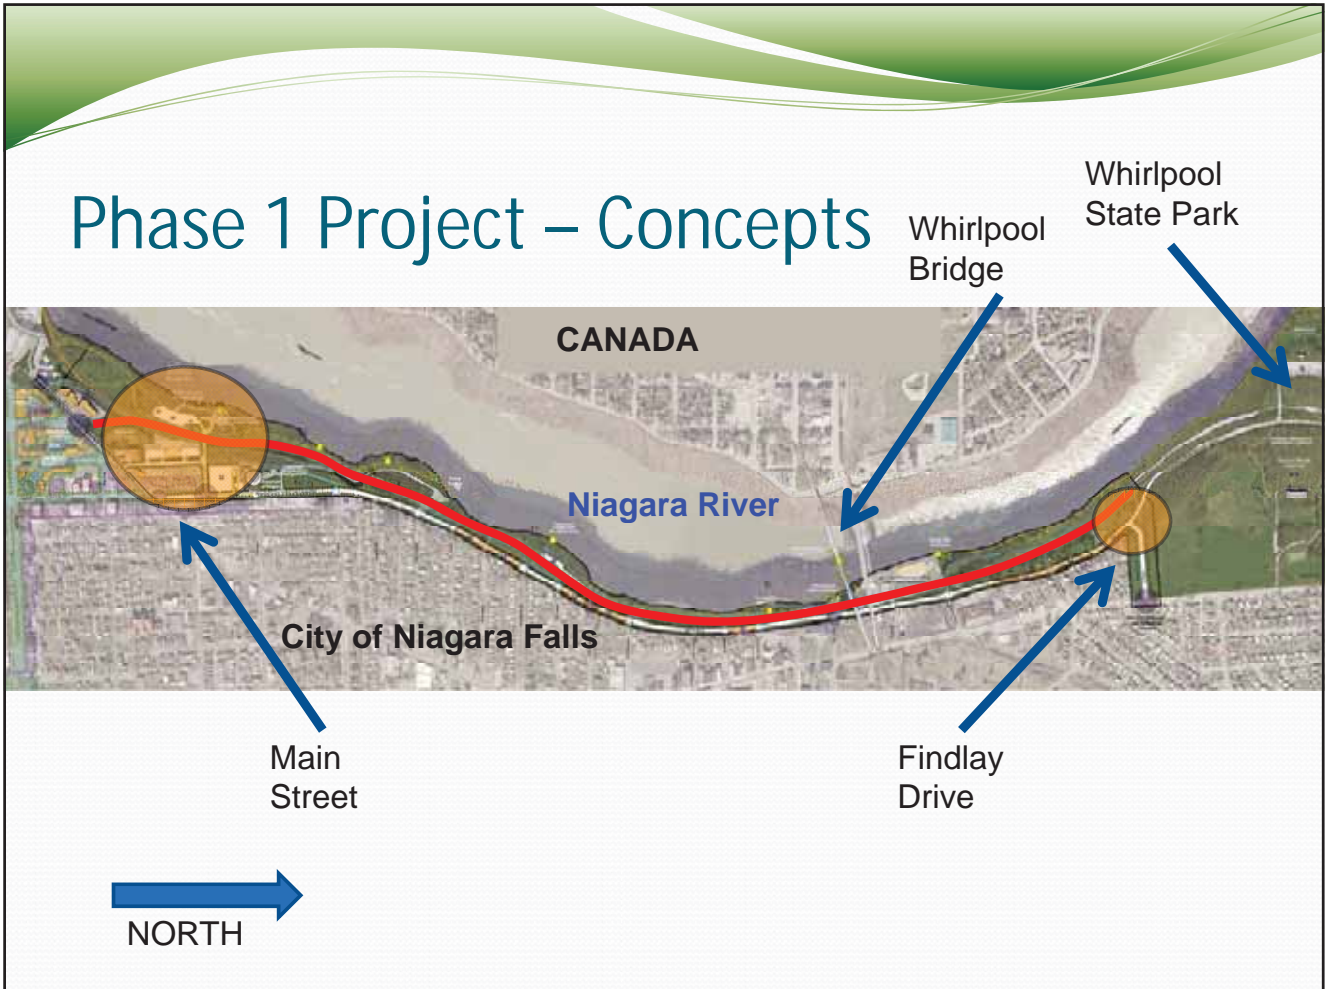 Phase 1 Project – Concepts
Whirlpool
Bridge
Whirlpool
State Park
CANADA
Niagara River
City of Niagara Falls
Main
Street
Findlay
Drive
NORTH